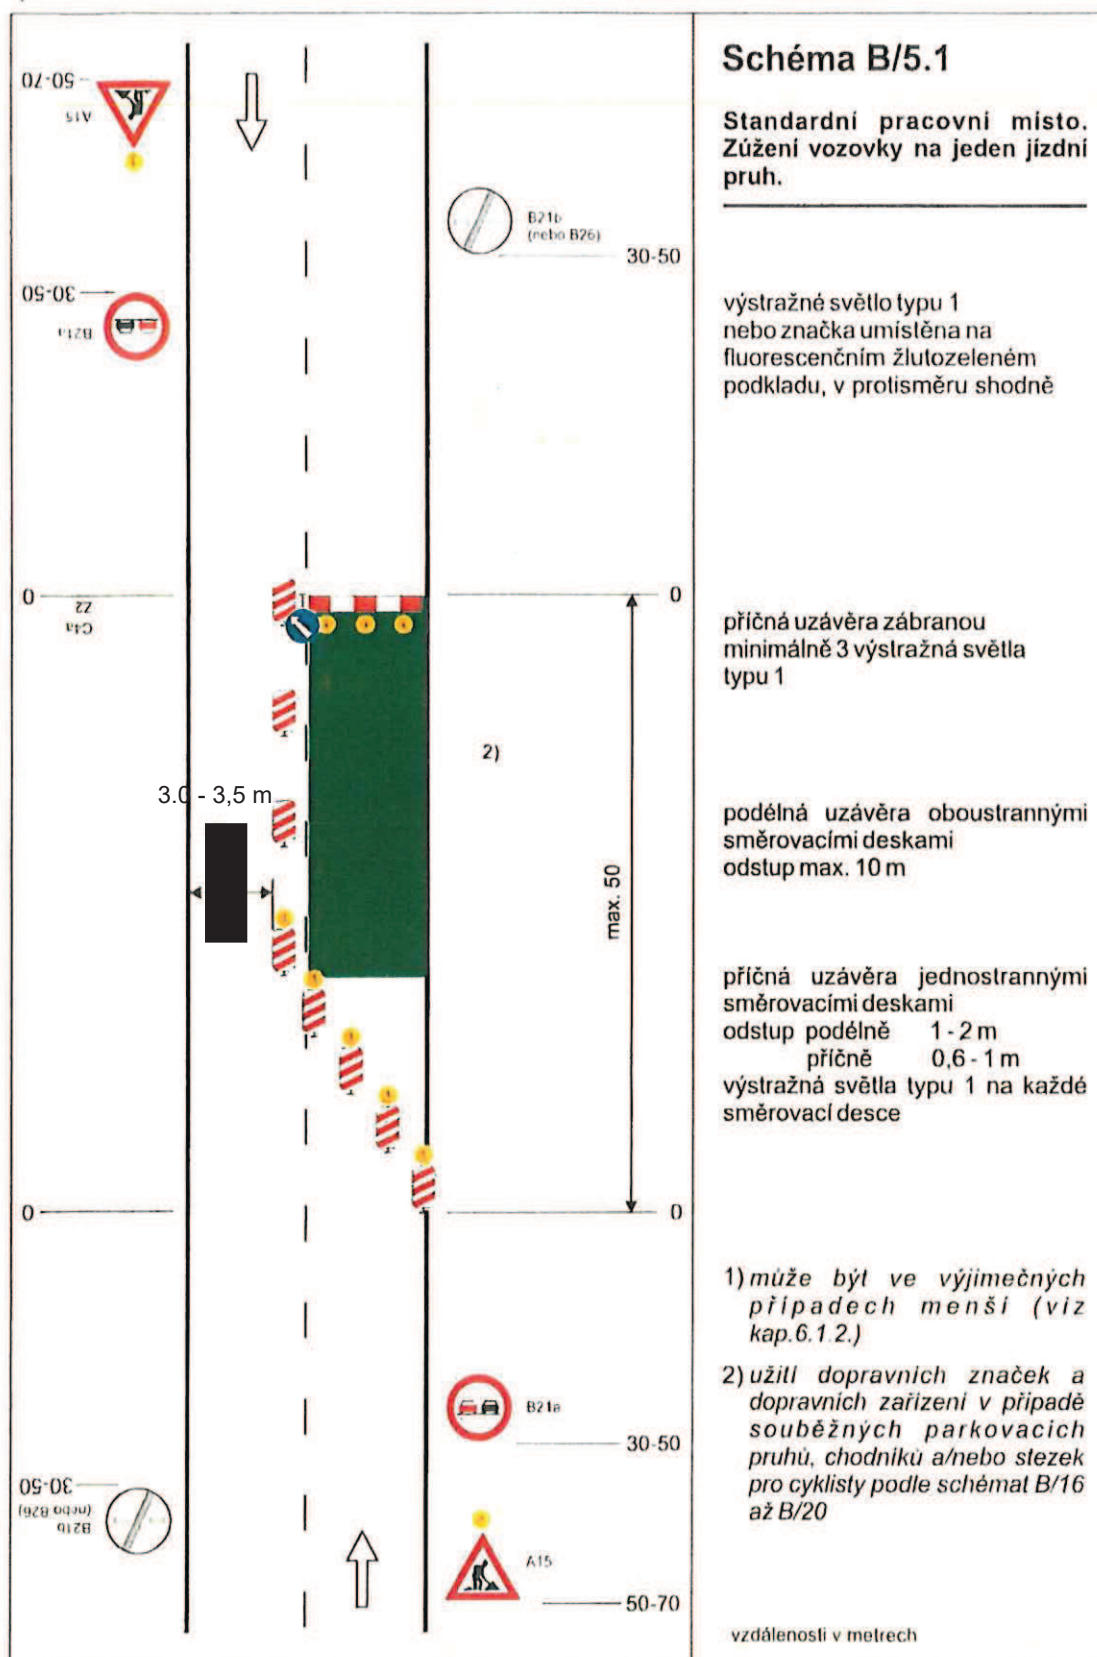 Schéma B/5.1
Standardní pracovní místo.
Zúžení vozovky na jeden jízdní
pruh.
50-70
A15
B21b
(nebo B26)
30-50
30-50
B21a
výstražné světlo typu 1
nebo značka umístěna na
fluorescenčním žlutozeleném
podkladu, v protisměru shodně
0
Z2
C4a
0
příčná uzávěra zábranou
minimálně 3 výstražná světla
typu 1
2)
3.0 - 3,5 m
max. 50
podélná uzávěra oboustrannými
směrovacími deskami
odstup max. 10 m
příčná uzávěra jednostrannými
směrovacími deskami
odstup podélně 1 - 2 m
příčně 0,6 - 1 m
výstražná světla typu 1 na každé
směrovací desce
0
0
1) může být ve výjimečných
případech menší (viz
kap.6.1.2.)
2) užití dopravních značek a
dopravních zařízení v případě
souběžných parkovacích
pruhů, chodníků a/nebo stezek
pro cyklisty podle schémat B/16
až B/20
B21a
30-50
30-50
B21b
(nebo B26)
A15
50-70
vzdálenosti v metrech